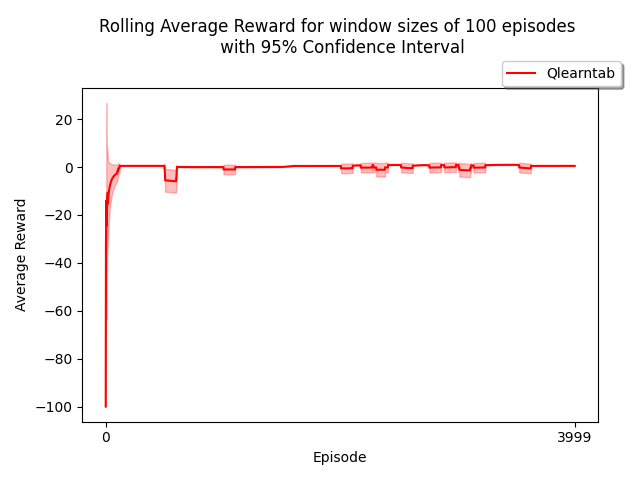 Rolling Average Reward for window sizes of 100 episodes
with 95% Confidence Interval
Qlearntab
20
0
−20
−40
−60
−80
−100
Average Reward
0
3999
Episode